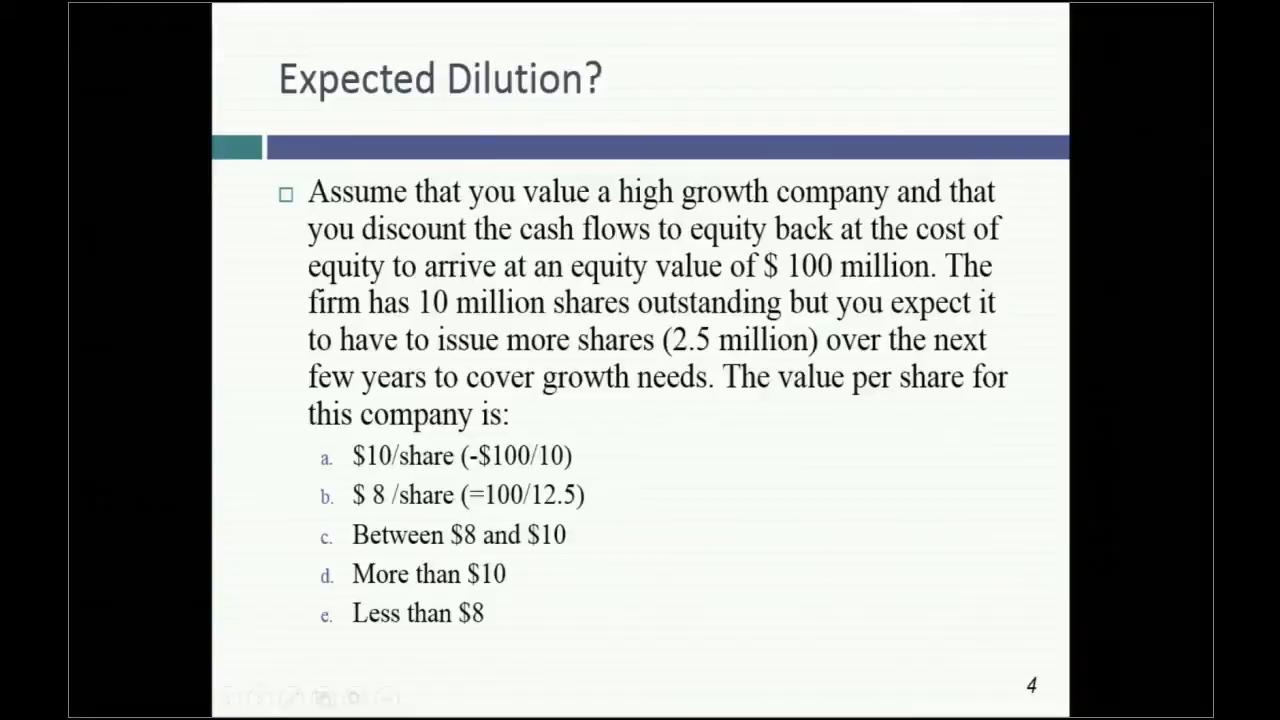 Expected Dilution?
Assume that you value a high growth company and that
you discount the cash flows to equity back at the cost of
equity to arrive at an equity value of $ 100 million. The
firm has 10 million shares outstanding but you expect it
to have to issue more shares (2.5 million) over the next
few years to cover growth needs. The value per share for
this company is:
a. $10/share (-$100/10)
b. $ 8 /share (=100/12.5)
c. Between $8 and $10
d. More than $10
e. Less than $8
4